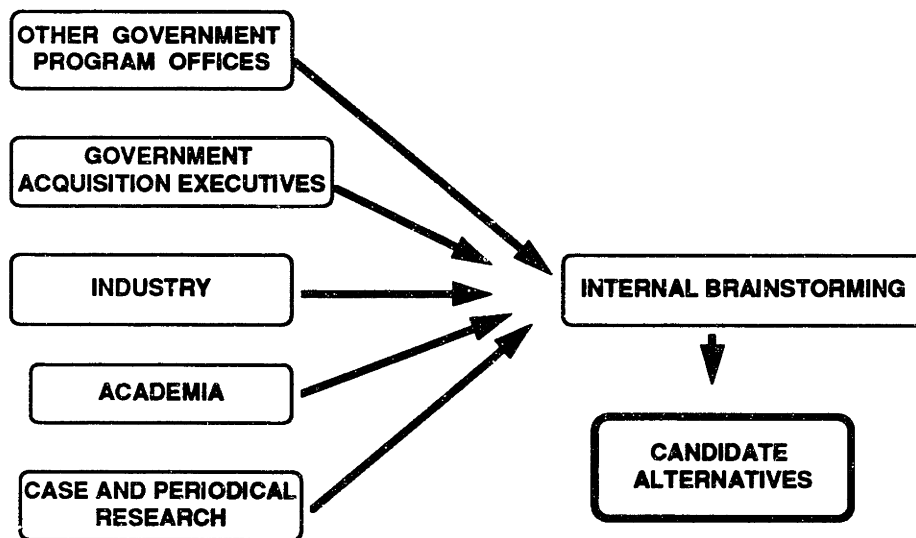 OTHER GOVERNMENT
PROGRAM OFFICES
GOVERNMENT
ACQUISITION EXECUTIVES
INDUSTRY
ACADEMIA
CASE AND PERIODICAL
RESEARCH
INTERNAL BRAINSTORMING
CANDIDATE
ALTERNATIVES